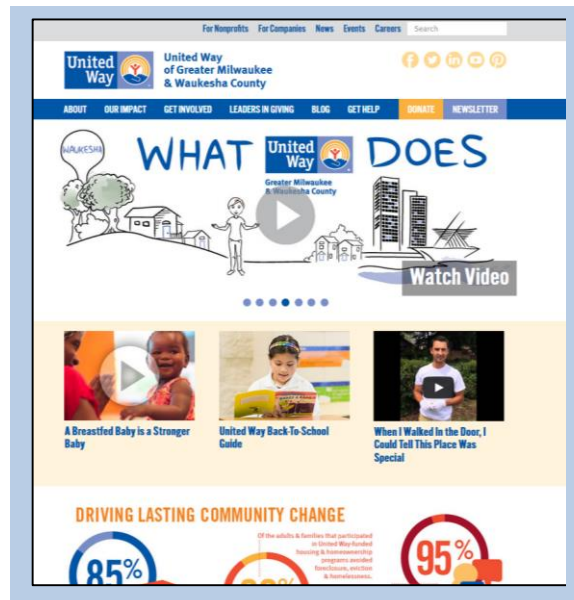 For Nonprofits For Companies News Events Careers Search
United Way
United Way
of Greater Milwaukee
& Waukesha County
ABOUT OUR IMPACT GET INVOLVED LEADERS IN GIVING BLOG GET HELP DONATE NEWSLETTER
WAUKESHA
WHAT United Way DOES
Greater Milwaukee
& Waukesha County
Watch Video
A Breastfed Baby is a Stronger
Baby
United Way Back-To-School
Guide
When I Walked In the Door, I
Could Tell This Place Was
Special
DRIVING LASTING COMMUNITY CHANGE
85%
Of the adults & families that participated
in United Way-funded
housing & homeownership
programs avoided
foreclosure, eviction
& homelessness.
95%